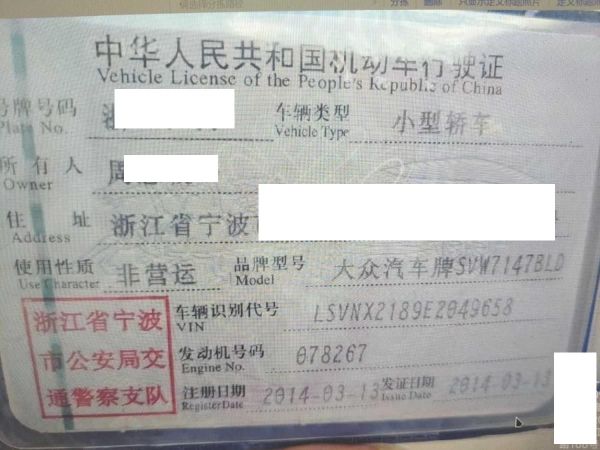 中华人民共和国机动车行驶证
Vehicle License of the People's Republic of China
号牌号码 浙
Plate No.
车辆类型 小型轿车
Vehicle Type
所有人 周
Owner
住址 浙江省宁波
Address
使用性质 非营运
Use Character
品牌型号 大众汽车牌SVW7147BLD
Model
浙江省宁波
市公安局交
通警察支队
车辆识别代号 LSVNX2189E2049658
VIN
发动机号码 078267
Engine No.
注册日期 2014-03-13
Register Date
发证日期 2014-03-13
Issue Date